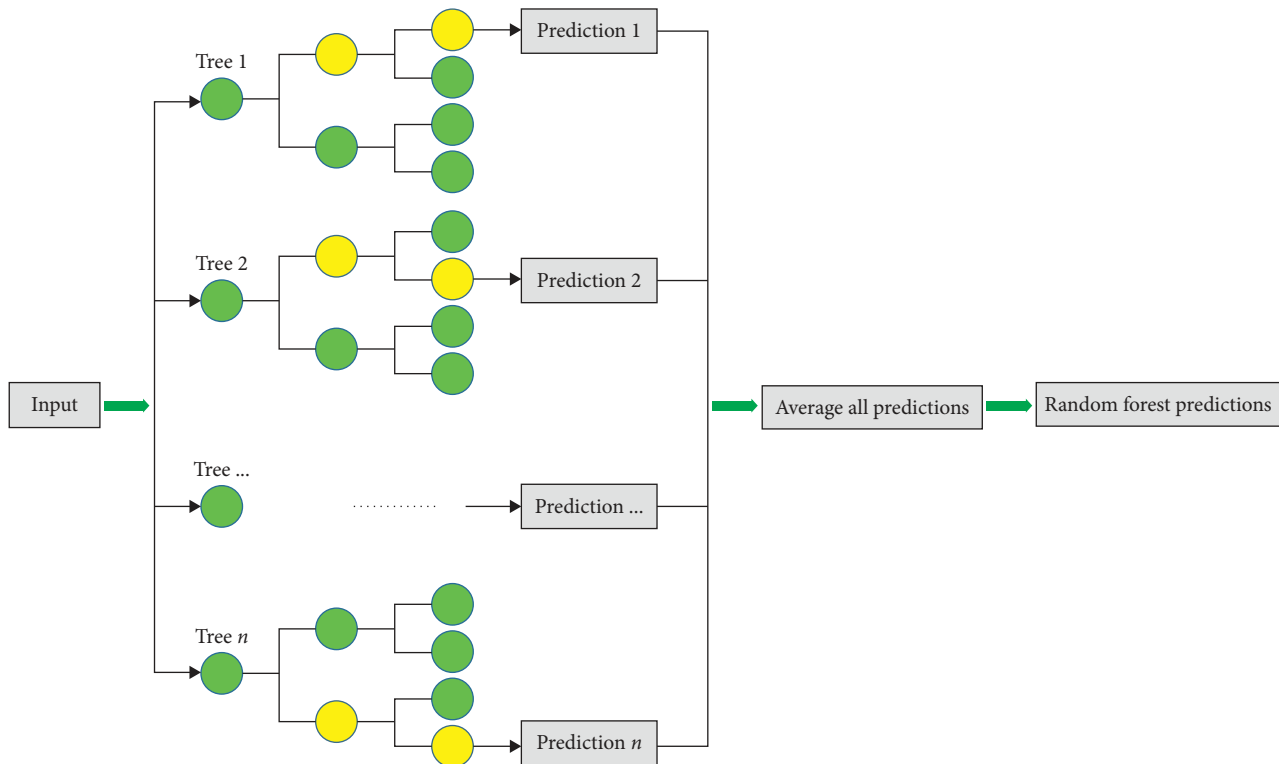 Tree 1
Prediction 1
Tree 2
Prediction 2
Input
Average all predictions
Random forest predictions
Tree ...
Prediction ...
Tree n
Prediction n